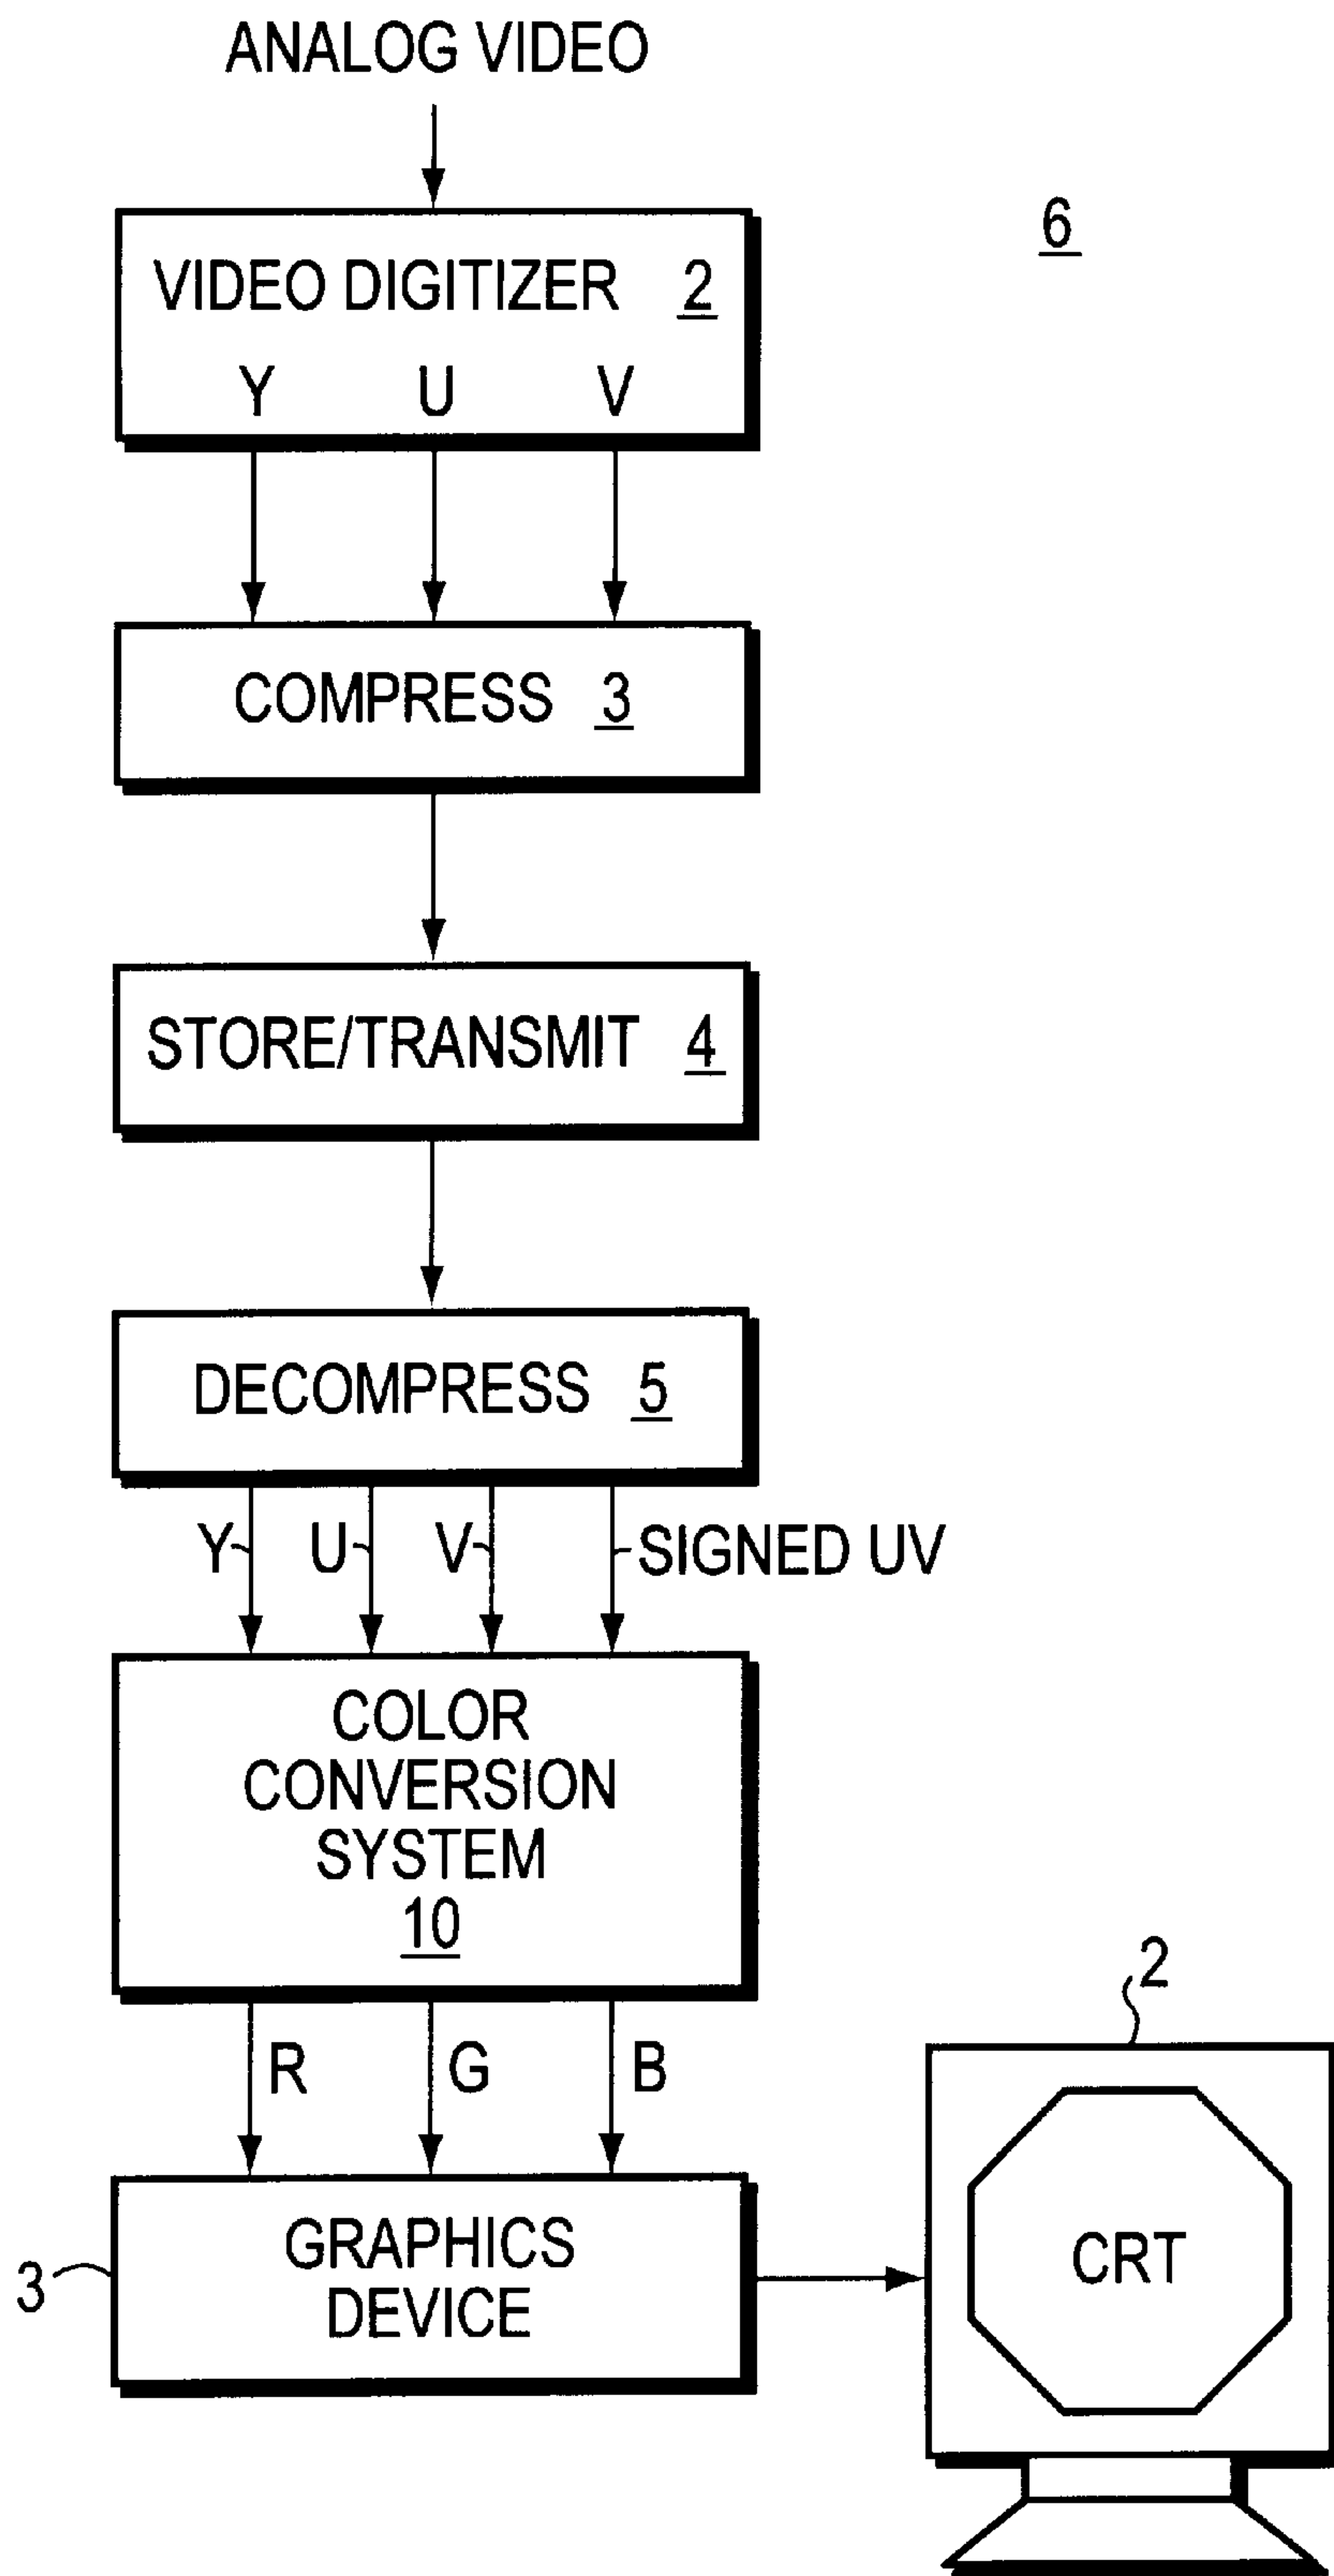 ANALOG VIDEO
6
VIDEO DIGITIZER 2
Y U V
COMPRESS 3
STORE/TRANSMIT 4
DECOMPRESS 5
Y U V SIGNED UV
COLOR
CONVERSION
SYSTEM
10
2
R G B
3
GRAPHICS
DEVICE
CRT